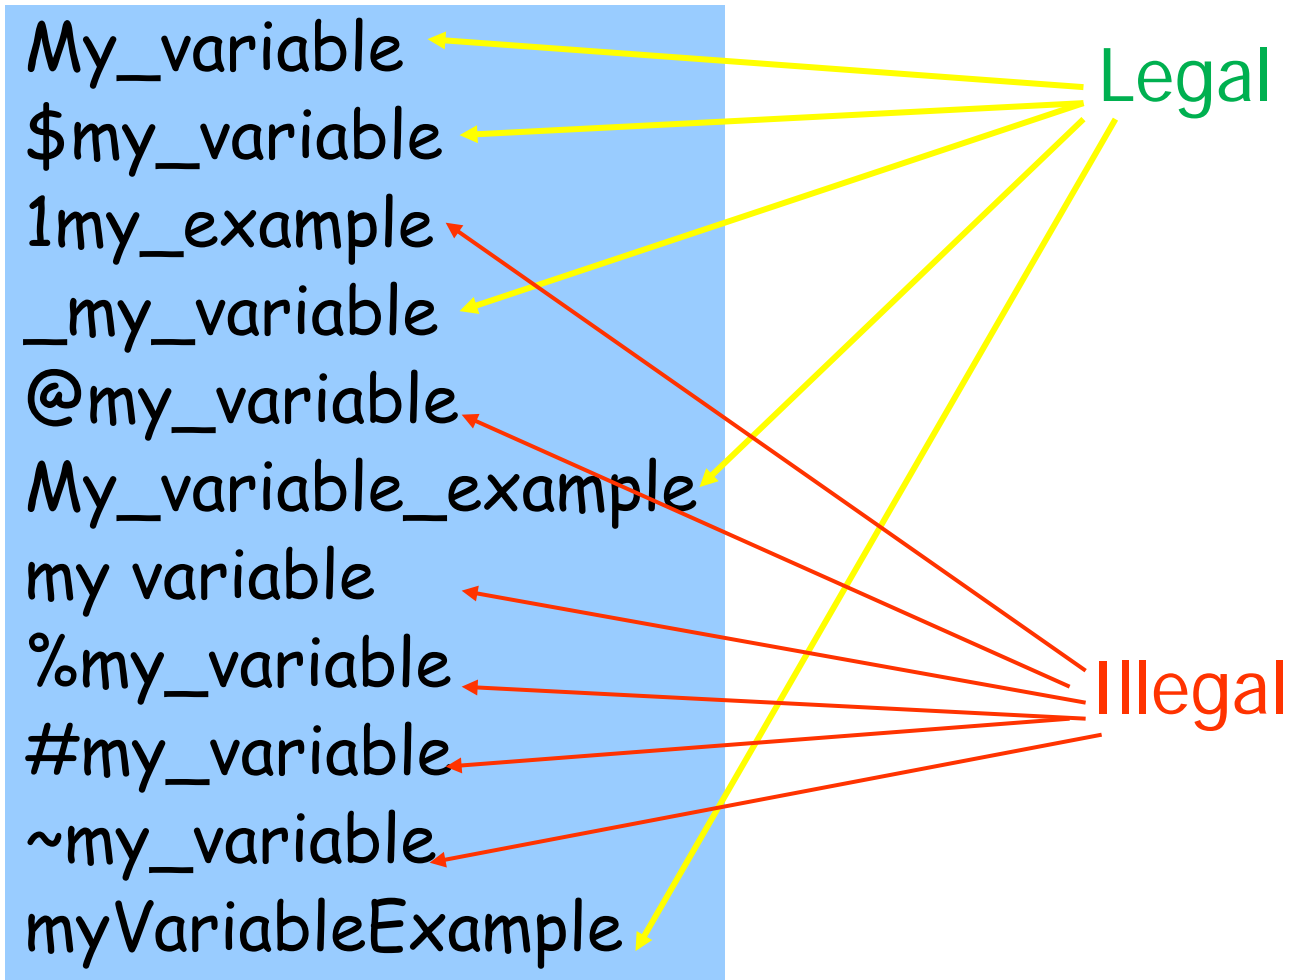 My_variable
$my_variable
1my_example
_my_variable
@my_variable
My_variable_example
my variable
%my_variable
#my_variable
~my_variable
myVariableExample
Legal
Illegal